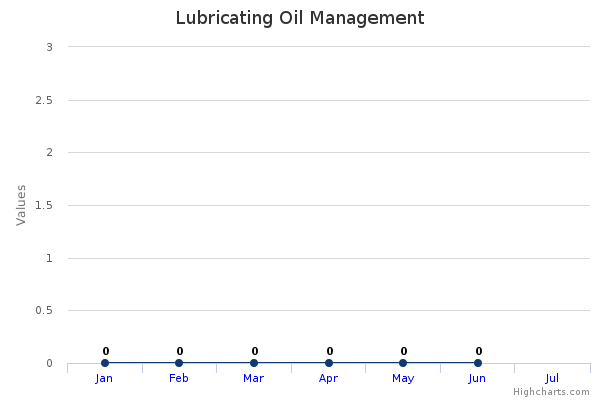 Lubricating Oil Management
Values
3
2.5
2
1.5
1
0.5
0
0 0 0 0 0 0
Jan Feb Mar Apr May Jun Jul
Highcharts.com